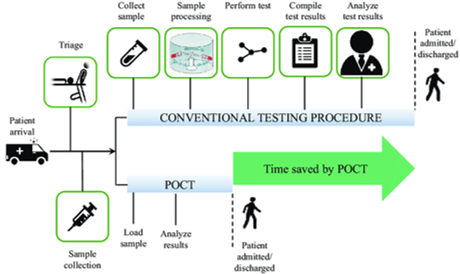 Collect
sample
Sample
processing
Perform test
Compile
test results
Analyze
test results
Patient
admitted/
discharged
Triage
Patient
arrival
CONVENTIONAL TESTING PROCEDURE
Time saved by POCT
POCT
Load
sample
Analyze
results
Sample
collection
Patient
admitted/
discharged